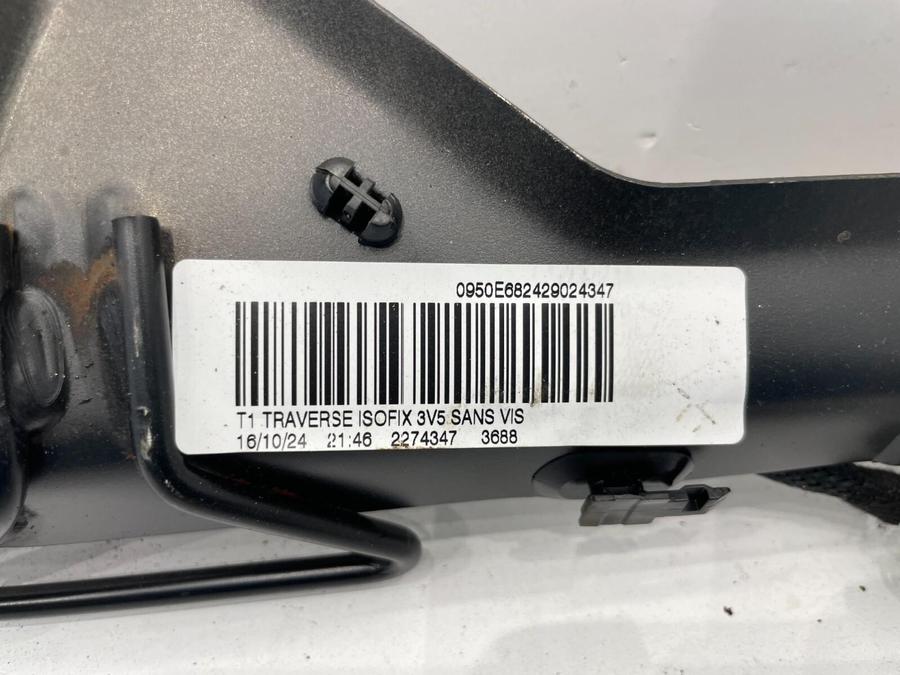 0950E682429024347
T1 TRAVERSE ISOFIX 3V5 SANS VIS
16/10/24 21:46 2274347 3688